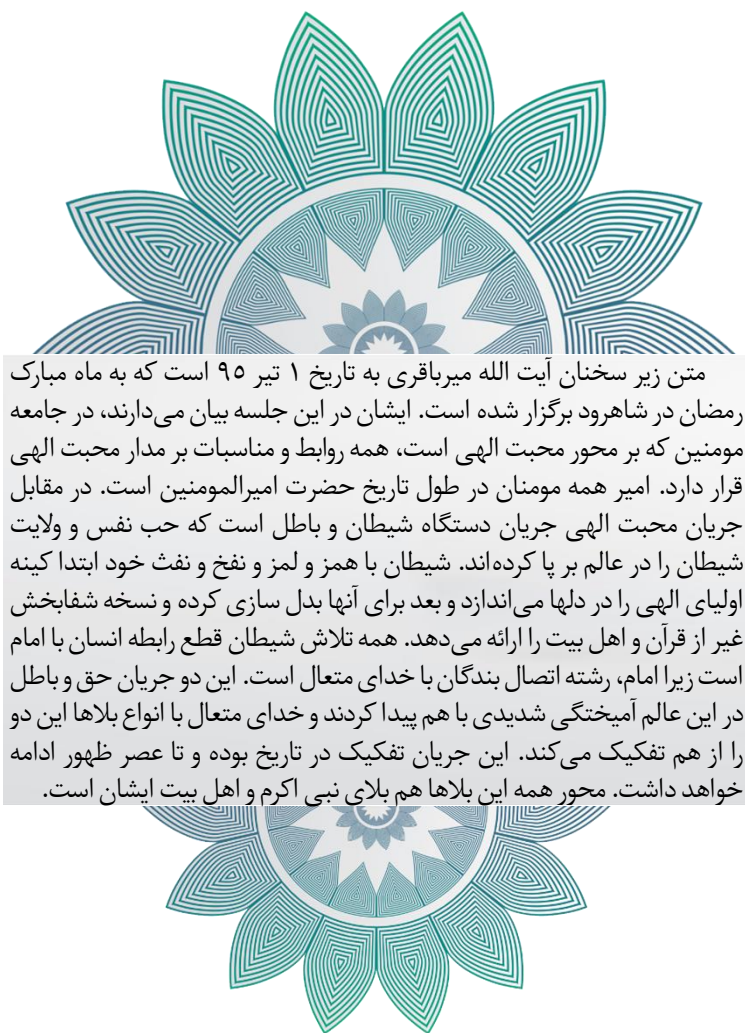 متن زیر سخنان آیت الله میرباقری به تاریخ ۱ تیر ۹۵ است که به ماه مبارک
رمضان در شاهرود برگزار شده است. ایشان در این جلسه بیان می‌دارند، در جامعه
مومنین که بر محور محبت الهی است، همه روابط و مناسبات بر مدار محبت الهی
قرار دارد. امیر همه مومنان در طول تاریخ حضرت امیرالمومنین است. در مقابل
جریان محبت الهی جریان دستگاه شیطان و باطل است که حب نفس و ولایت
شیطان را در عالم بر پا کرده‌اند. شیطان با همز و لمز و نفخ و نفث خود ابتدا کینه
اولیای الهی را در دلها می‌اندازد و بعد برای آنها بدل سازی کرده و نسخه شفابخش
غیر از قرآن و اهل بیت را ارائه می‌دهد. همه تلاش شیطان قطع رابطه انسان با امام
است زیرا امام، رشته اتصال بندگان با خدای متعال است. این دو جریان حق و باطل
در این عالم آمیختگی شدیدی با هم پیدا کردند و خدای متعال با انواع بلاها این دو
را از هم تفکیک می‌کند. این جریان تفکیک در تاریخ بوده و تا عصر ظهور ادامه
خواهد داشت. محور همه این بلاها هم بلای نبی اکرم و اهل بیت ایشان است.